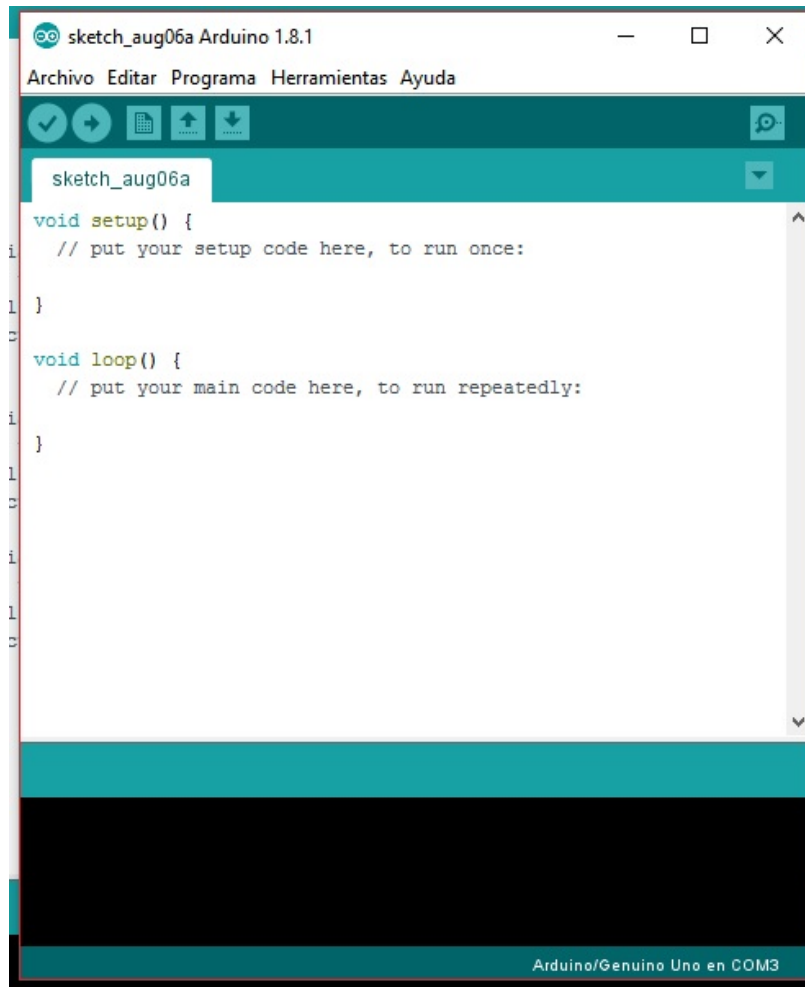 sketch_aug06a Arduino 1.8.1
Archivo Editar Programa Herramientas Ayuda
sketch_aug06a
void setup() {
  // put your setup code here, to run once:
}
void loop() {
  // put your main code here, to run repeatedly:
}
Arduino/Genuino Uno en COM3